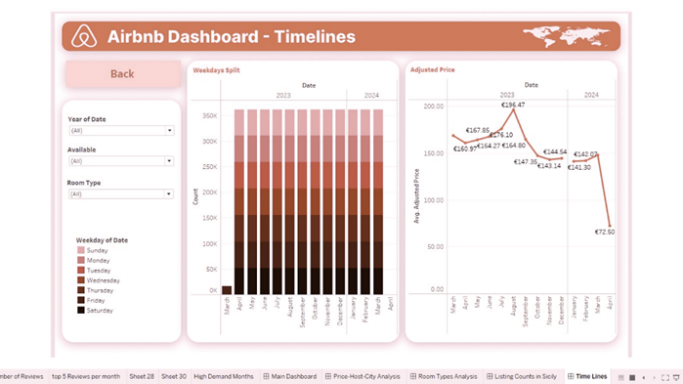 Airbnb Dashboard - Timelines
Back
Year of Date
(All)
Available
(All)
Room Type
(All)
Weekday of Date
Sunday
Monday
Tuesday
Wednesday
Thursday
Friday
Saturday
Weekdays Split
Date
2023 2024
350K
300K
250K
200K
150K
100K
50K
0K
Count
March April May June July August September October November December January February March April
Adjusted Price
Date
2023 2024
200.00
150.00
100.00
50.00
0.00
Avg. Adjusted Price
€196.47
€167.85
€176.10
€160.97
€164.27
€164.80
€147.35
€144.54
€143.14
€142.07
€141.30
€72.50
March April May June July August September October November December January February March April
mber of Reviews top 5 Reviews per month Sheet 28 Sheet 30 High Demand Months Main Dashboard Price-Host-City Analysis Room Types Analysis Listing Counts in Sicily Time Lines